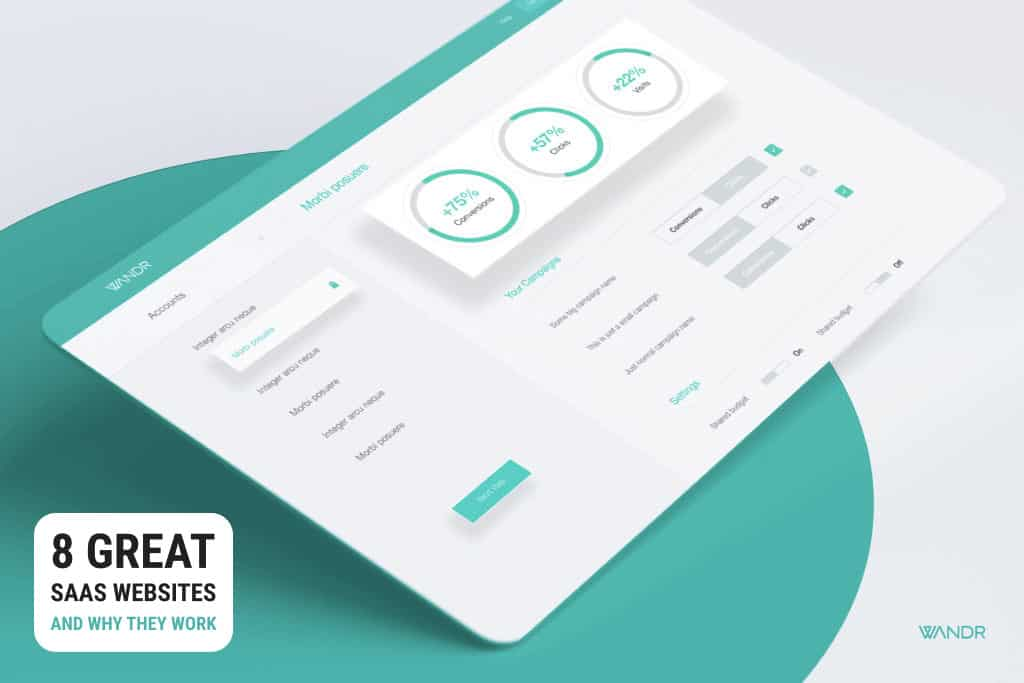 WANDR
Accounts
Integer arcu neque
Morbi posuere
Integer arcu neque
Morbi posuere
Integer arcu neque
Morbi posuere
Morbi posuere
+75%
Conversions
+57%
Clicks
+22%
Visits
Your Campaigns
Some big campaign name
Conversions
This is just a small campaign
Clicks
Just normal campaign name
Clicks
Settings
Shared budget
On
Shared budget
Off
8 GREAT
SAAS WEBSITES
AND WHY THEY WORK
WANDR